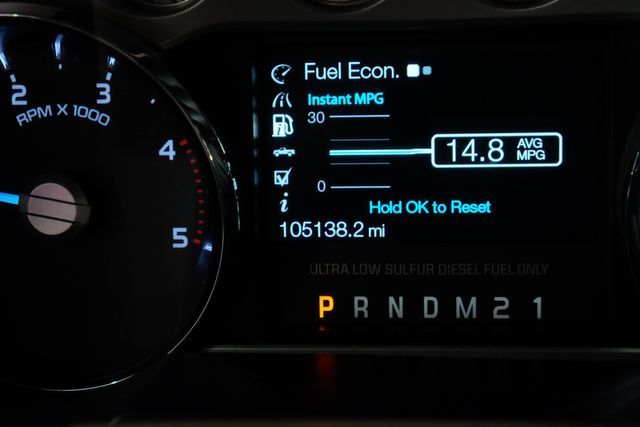 Fuel Econ.
Instant MPG
30
14.8 AVG MPG
0
Hold OK to Reset
i
105138.2 mi
2 3 4 5
RPM X 1000
ULTRA LOW SULFUR DIESEL FUEL ONLY
P R N D M 2 1